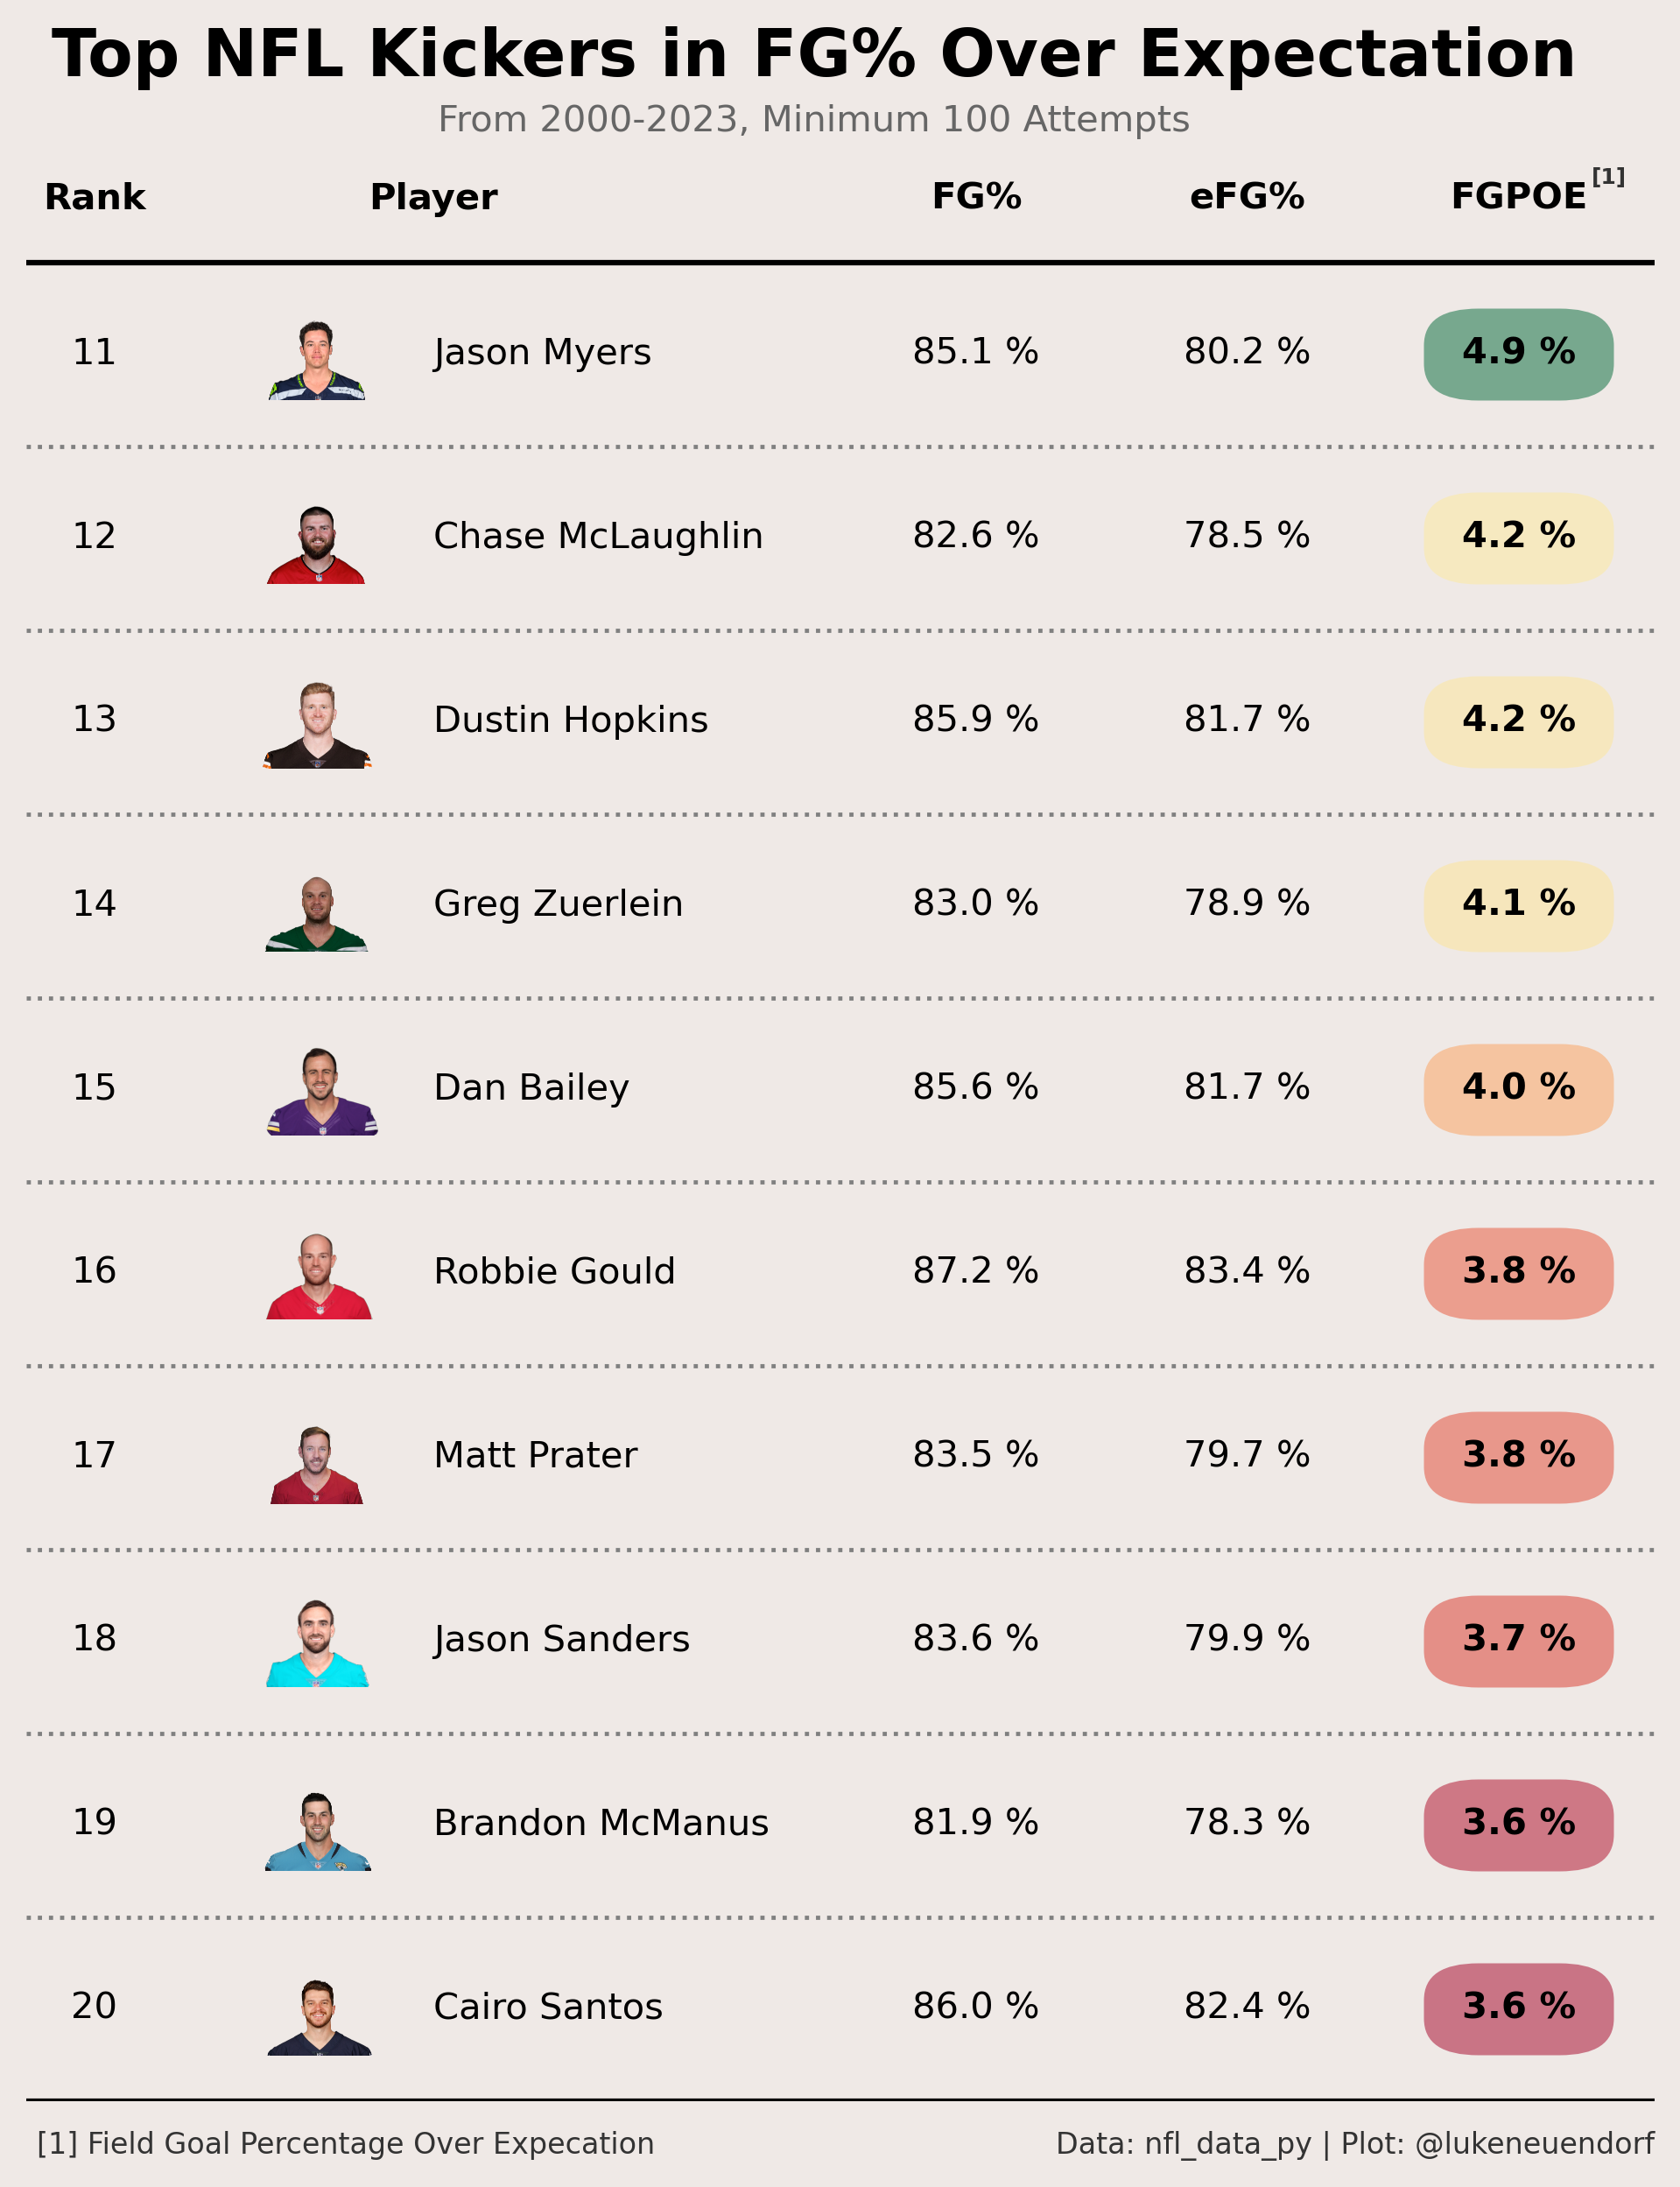 Top NFL Kickers in FG% Over Expectation
From 2000-2023, Minimum 100 Attempts
Rank Player FG% eFG% FGPOE [1]
11 Jason Myers 85.1 % 80.2 % 4.9 %
12 Chase McLaughlin 82.6 % 78.5 % 4.2 %
13 Dustin Hopkins 85.9 % 81.7 % 4.2 %
14 Greg Zuerlein 83.0 % 78.9 % 4.1 %
15 Dan Bailey 85.6 % 81.7 % 4.0 %
16 Robbie Gould 87.2 % 83.4 % 3.8 %
17 Matt Prater 83.5 % 79.7 % 3.8 %
18 Jason Sanders 83.6 % 79.9 % 3.7 %
19 Brandon McManus 81.9 % 78.3 % 3.6 %
20 Cairo Santos 86.0 % 82.4 % 3.6 %
[1] Field Goal Percentage Over Expecation Data: nfl_data_py | Plot: @lukeneuendorf